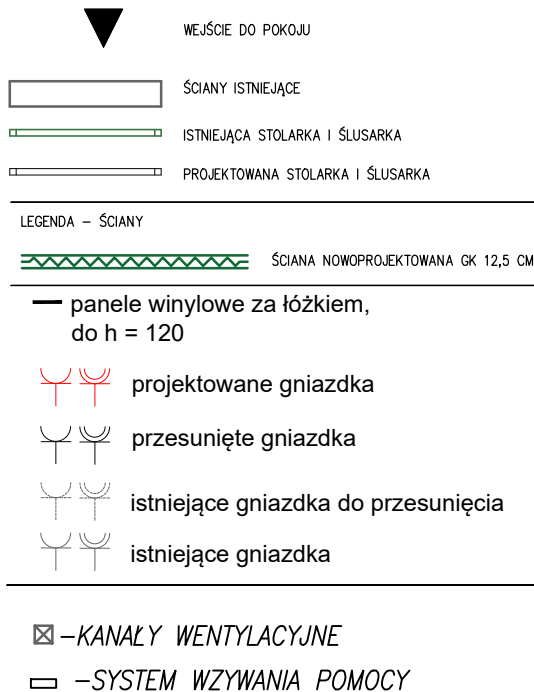 WEJŚCIE DO POKOJU
ŚCIANY ISTNIEJĄCE
ISTNIEJĄCA STOLARKA I ŚLUSARKA
PROJEKTOWANA STOLARKA I ŚLUSARKA
LEGENDA – ŚCIANY
ŚCIANA NOWOPROJEKTOWANA GK 12,5 CM
panele winylowe za łóżkiem,
do h = 120
projektowane gniazdka
przesunięte gniazdka
istniejące gniazdka do przesunięcia
istniejące gniazdka
–KANAŁY WENTYLACYJNE
–SYSTEM WZYWANIA POMOCY